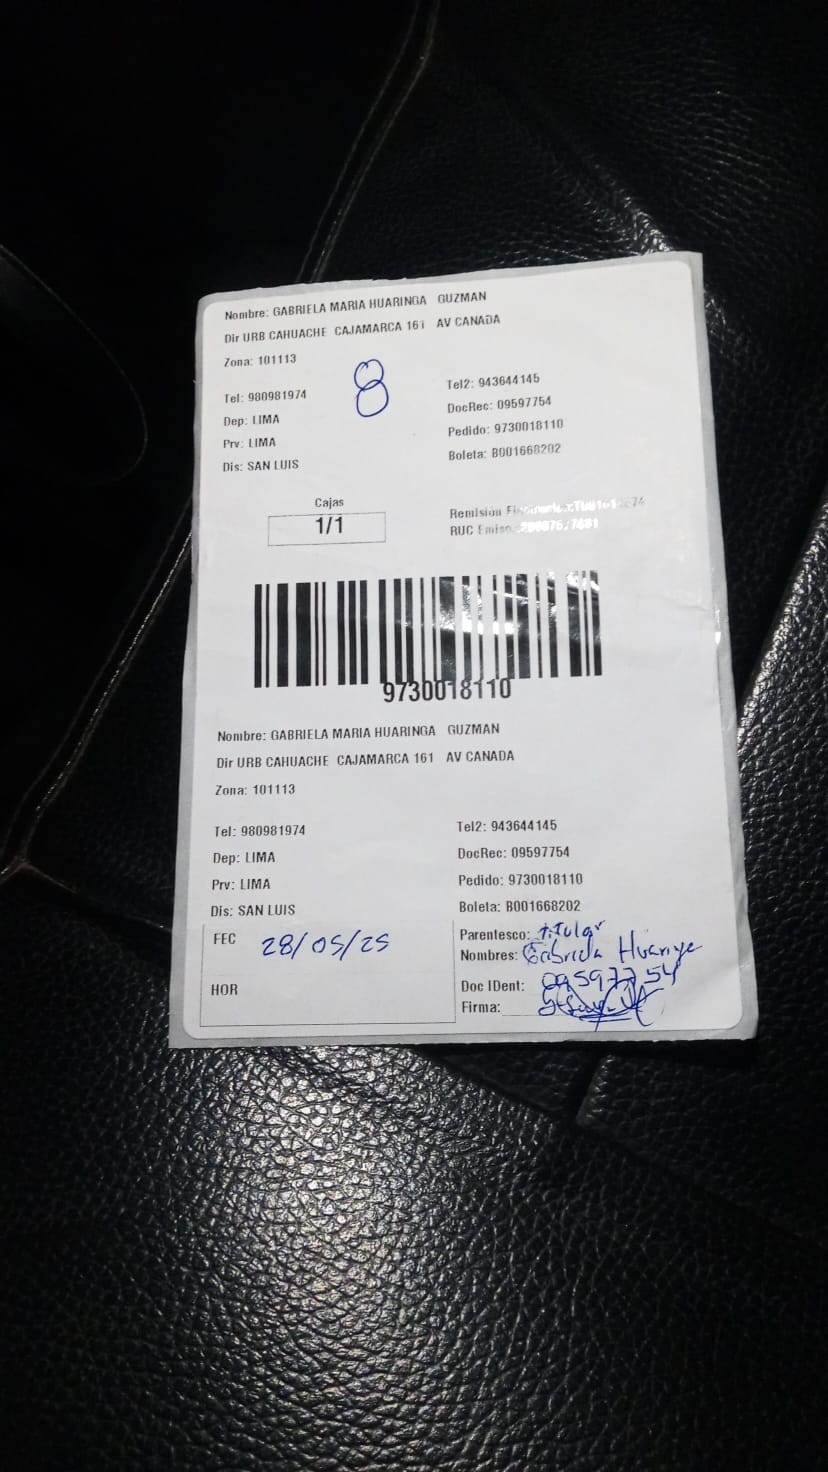 Nombre: GABRIELA MARIA HUARINGA GUZMAN
Dir URB CAHUACHE CAJAMARCA 161 AV CANADA
Zona: 101113
8
Tel: 980981974 Tel2: 943644145
Dep: LIMA DocRec: 09597754
Prv: LIMA Pedido: 9730018110
Dis: SAN LUIS Boleta: B001668202
Cajas
1/1
Remisión
RUC
9730018110
Nombre: GABRIELA MARIA HUARINGA GUZMAN
Dir URB CAHUACHE CAJAMARCA 161 AV CANADA
Zona: 101113
Tel: 980981974 Tel2: 943644145
Dep: LIMA DocRec: 09597754
Prv: LIMA Pedido: 9730018110
Dis: SAN LUIS Boleta: B001668202
FEC 28/05/25 Parentesco: titular
Nombres: Gabriela
HOR Doc IDent: 09597754
Firma: